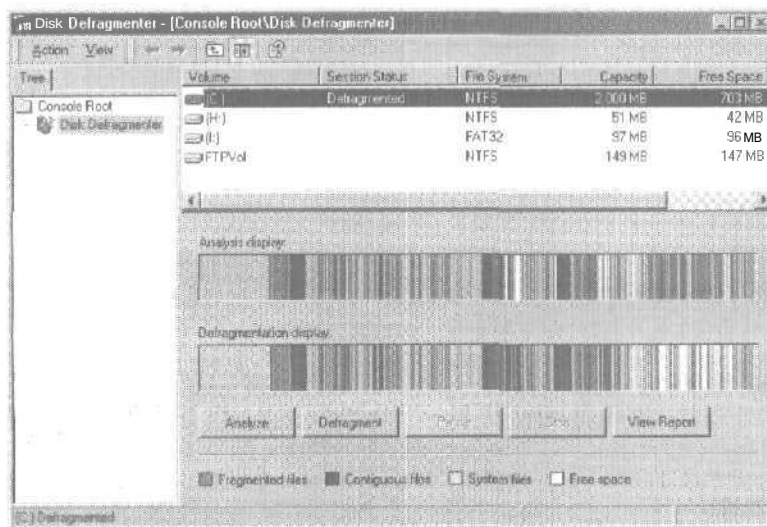 Disk Defragmenter - [Console Root\Disk Defragmenter]
Action View
Tree
Volume Session Status File System Capacity Free Space
Console Root
Disk Defragmenter
(C:) Defragmented NTFS 2,000 MB 703 MB
(H:) NTFS 51 MB 42 MB
(I:) FAT32 97 MB 96 MB
FTPVol NTFS 149 MB 147 MB
Analysis display:
Defragmentation display:
Analyze Defragment Pause Stop View Report
Fragmented files Contiguous files System files Free space
(C:) Defragmented